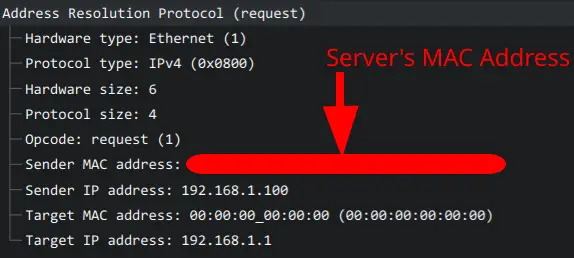 Address Resolution Protocol (request)
Hardware type: Ethernet (1)
Protocol type: IPv4 (0x0800)
Server's MAC Address
Hardware size: 6
Protocol size: 4
Opcode: request (1)
Sender MAC address:
Sender IP address: 192.168.1.100
Target MAC address: 00:00:00_00:00:00 (00:00:00:00:00:00)
Target IP address: 192.168.1.1